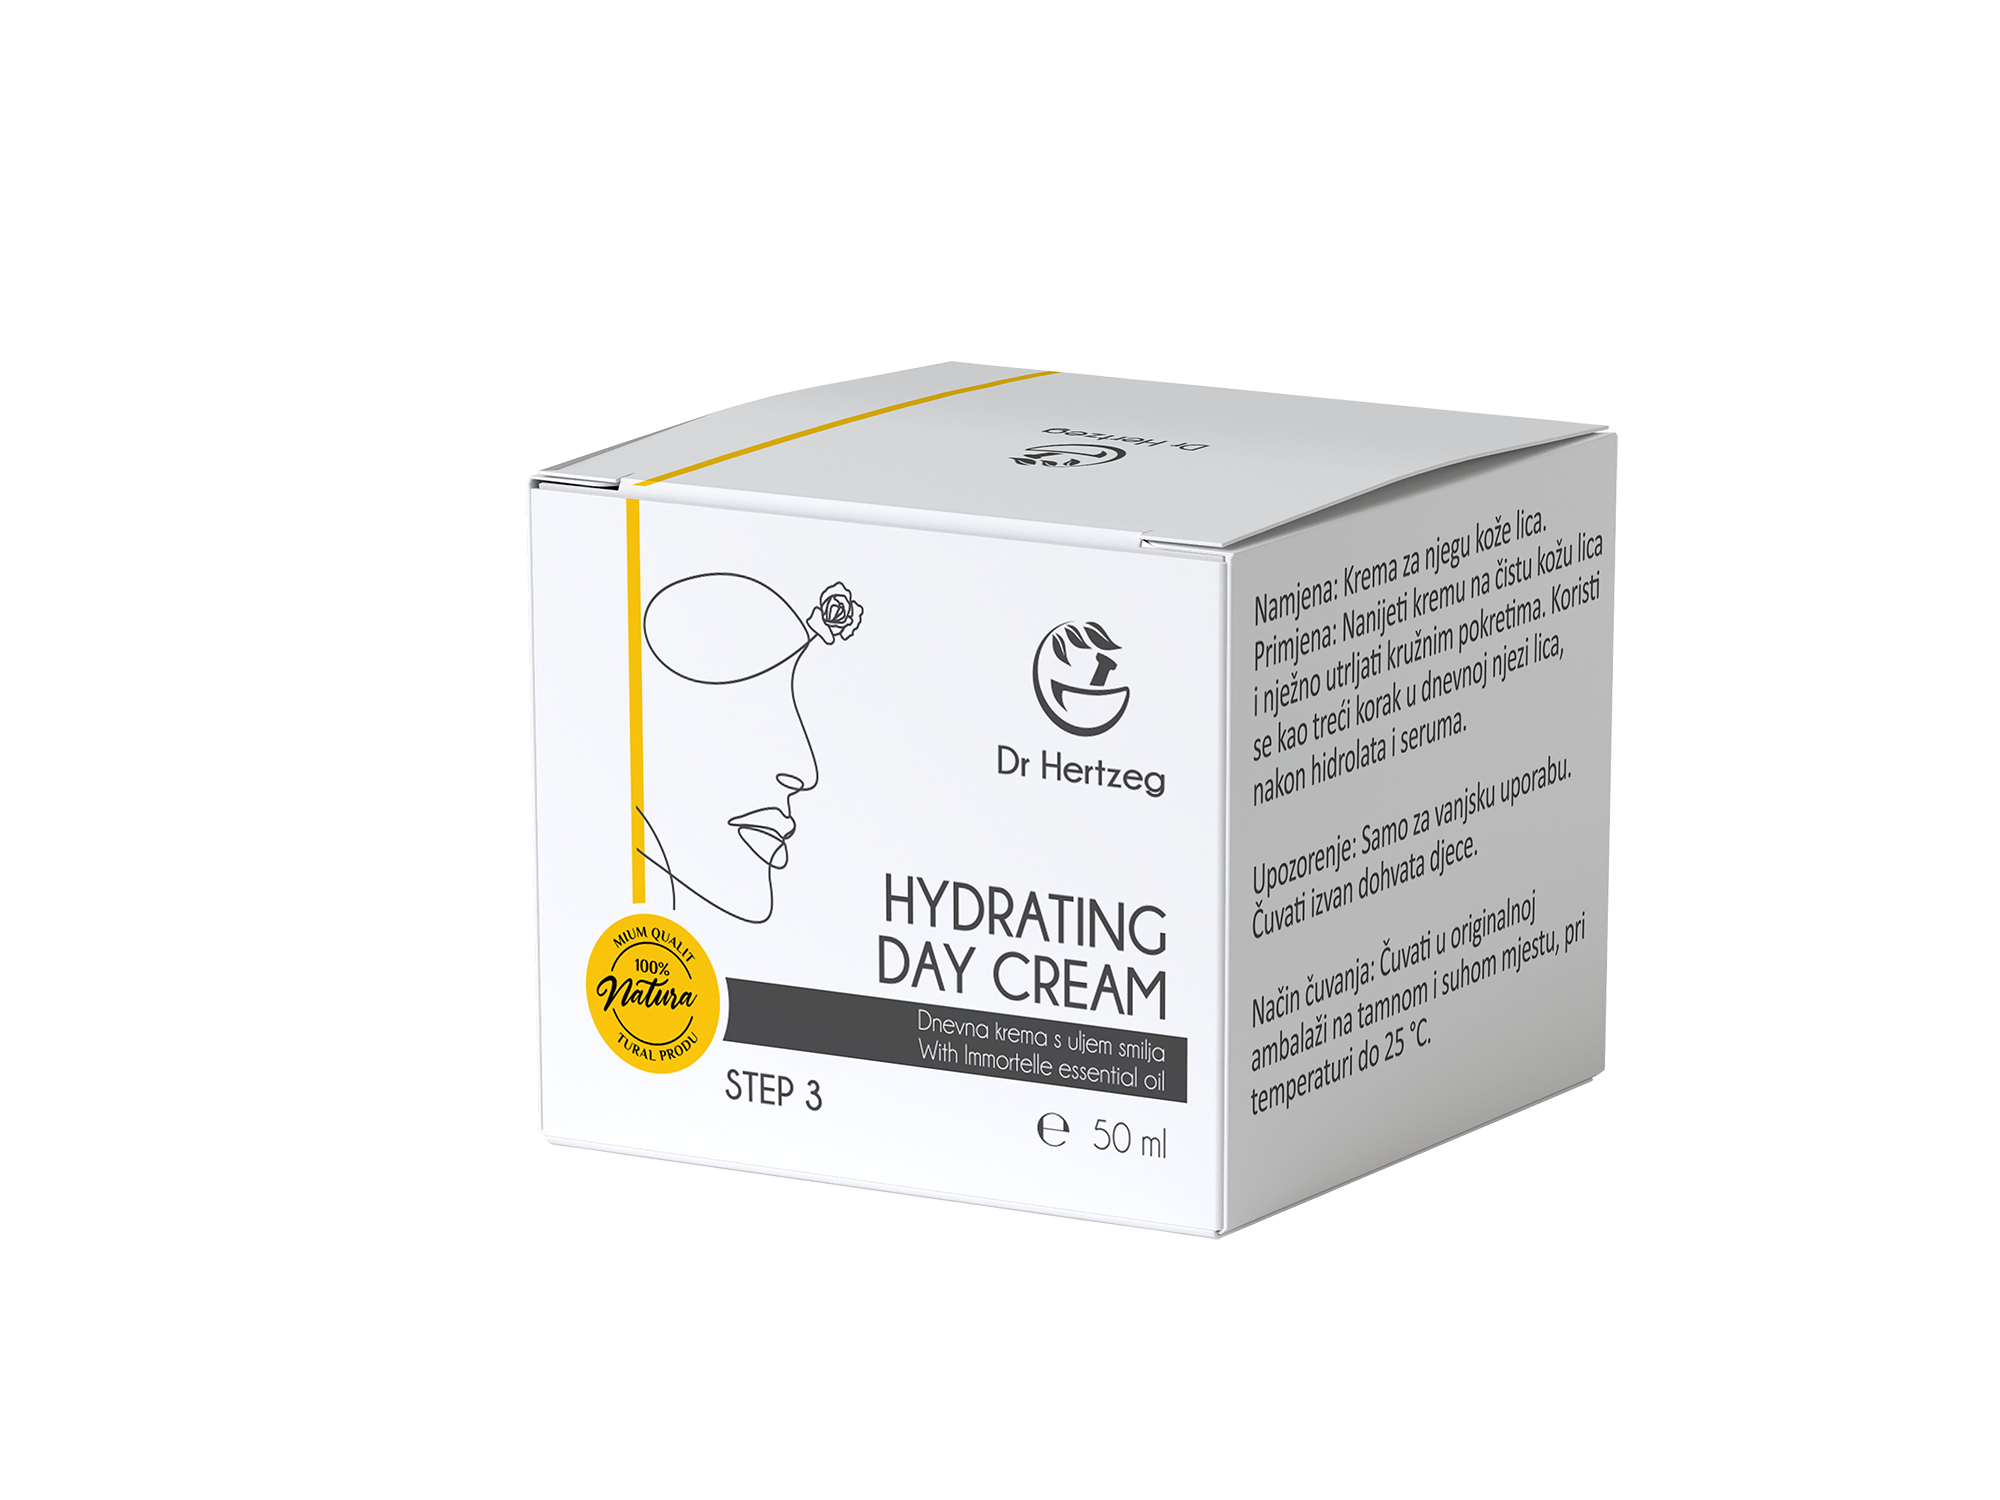 Dr Hertzeg
Dr Hertzeg
HYDRATING
DAY CREAM
Dnevna krema s uljem smilja
With Immortelle essential oil
MIUM QUALIT
100%
Natura
TURAL PRODU
STEP 3
℮ 50 ml
Namjena: Krema za njegu kože lica.
Primjena: Nanijeti kremu na čistu kožu lica
i nježno utrljati kružnim pokretima. Koristi
se kao treći korak u dnevnoj njezi lica,
nakon hidrolata i seruma.
Upozorenje: Samo za vanjsku uporabu.
Čuvati izvan dohvata djece.
Način čuvanja: Čuvati u originalnoj
ambalaži na tamnom i suhom mjestu, pri
temperaturi do 25 °C.